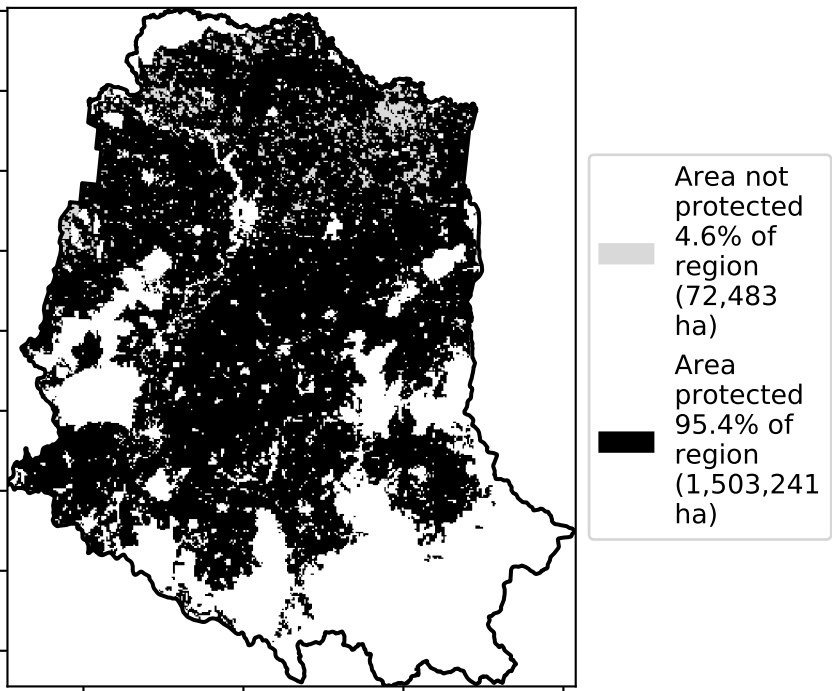 Area not
protected
4.6% of
region
(72,483
ha)
Area
protected
95.4% of
region
(1,503,241
ha)